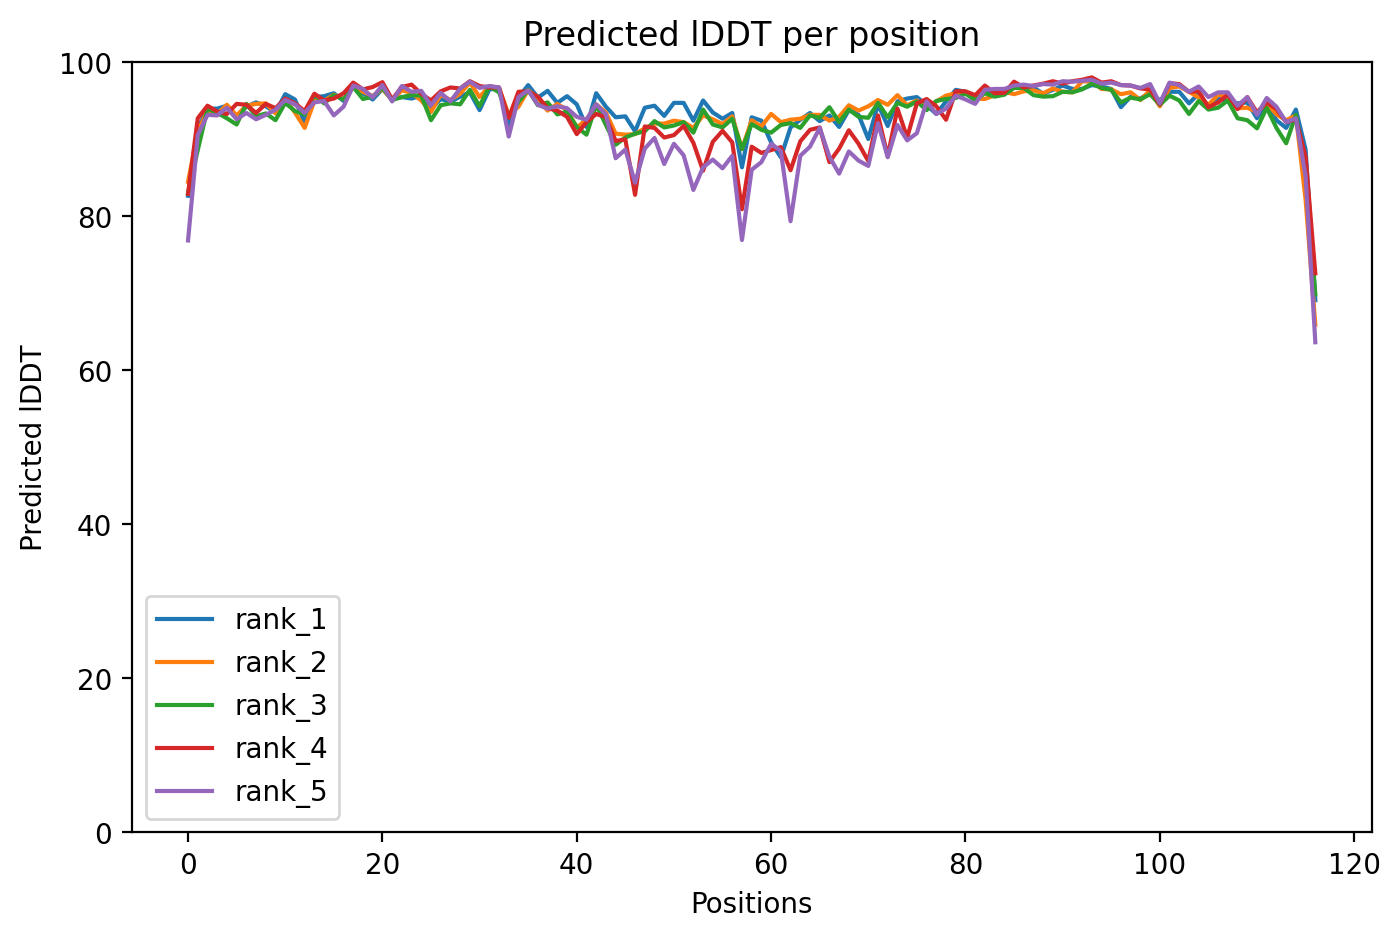 Predicted lDDT per position
100
80
60
40
20
0
Predicted lDDT
rank_1
rank_2
rank_3
rank_4
rank_5
0 20 40 60 80 100 120
Positions